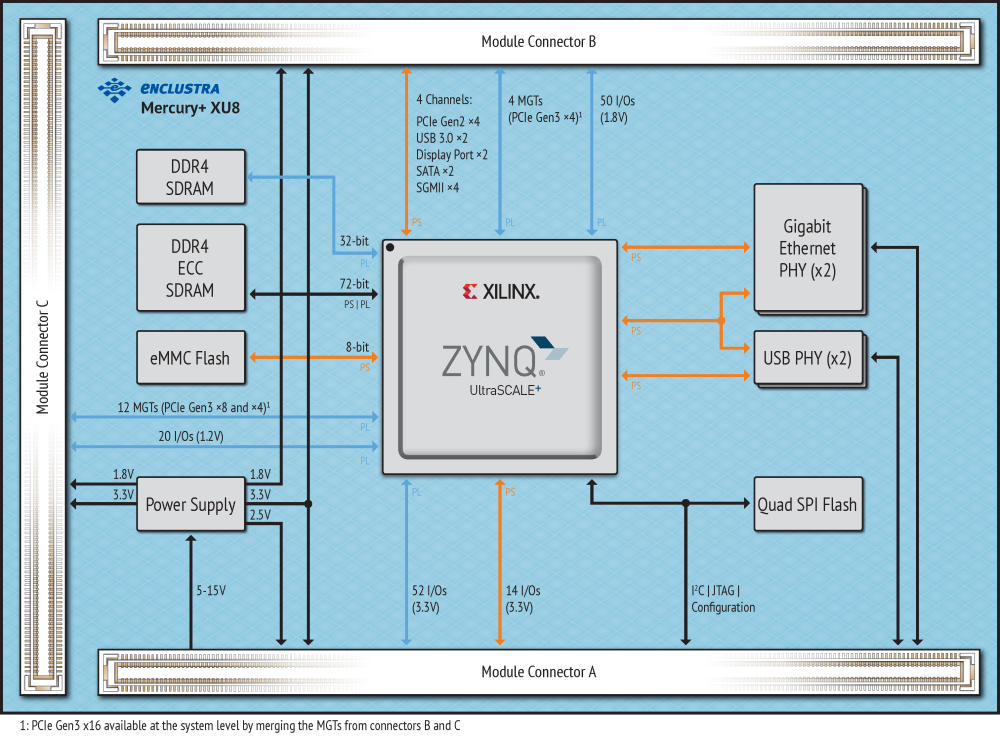 Module Connector B
ENCLUSTRA
Mercury+ XU8
4 Channels:
PCIe Gen2 ×4
USB 3.0 ×2
Display Port ×2
SATA ×2
SGMII ×4
PS
4 MGTs
(PCIe Gen3 ×4)¹
PL
50 I/Os
(1.8V)
PL
DDR4
SDRAM
32-bit
PL
DDR4
ECC
SDRAM
72-bit
PS | PL
eMMC Flash
8-bit
PS
Module Connector C
12 MGTs (PCIe Gen3 ×8 and ×4)¹
PL
20 I/Os (1.2V)
PL
XILINX.
ZYNQ®
UltraSCALE+
Gigabit
Ethernet
PHY (x2)
PS
PS
USB PHY (x2)
PS
1.8V
3.3V
Power Supply
1.8V
3.3V
2.5V
5-15V
PL
52 I/Os
(3.3V)
PS
14 I/Os
(3.3V)
Quad SPI Flash
I²C | JTAG |
Configuration
Module Connector A
1: PCIe Gen3 x16 available at the system level by merging the MGTs from connectors B and C